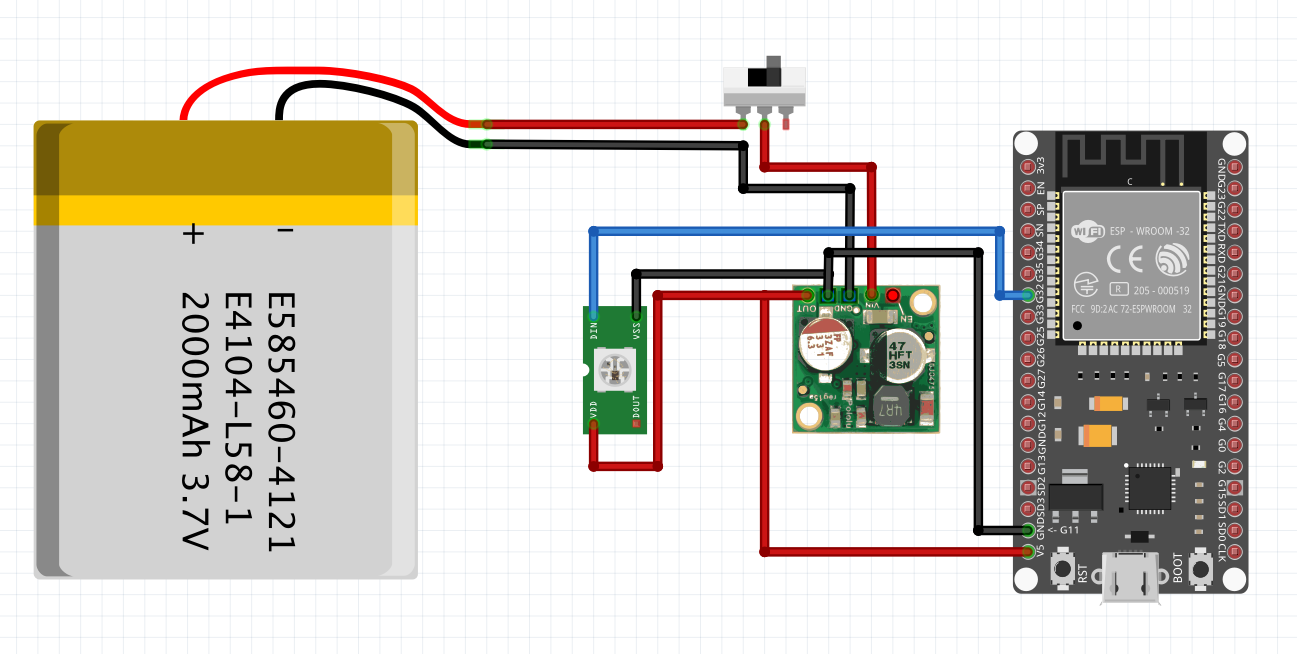 + -
E585460-4121
E4104-L58-1
2000mAh 3.7V
DIN
VSS
VDD
DOUT
OUT
GND
VIN
EN
47
HFT
3SN
4R7
Pololu
C
WiFi
ESP - WROOM -32
CE
R
205 - 000519
FCC 9D:2AC 72-ESPWROOM 32
3v3
EN
SP
SN
G34
G35
G32
G33
G25
G26
G27
G14
G12
GND
G13
SD2
SD3
GND
<- G11
V5
GND
G23
G22
TXD
RXD
G21
GND
G19
G18
G5
G17
G16
G4
G0
G2
G15
SD1
SD0
CLK
RST
BOOT